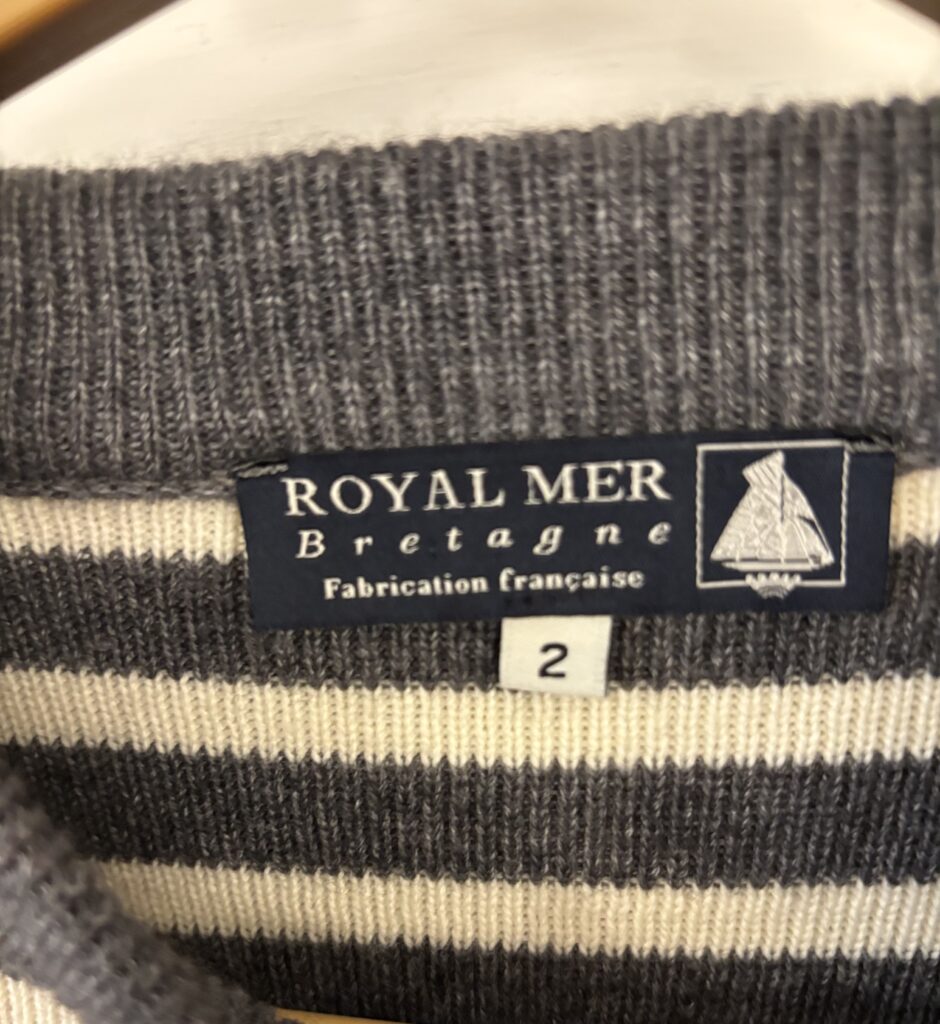 ROYAL MER
Bretagne
Fabrication française
2